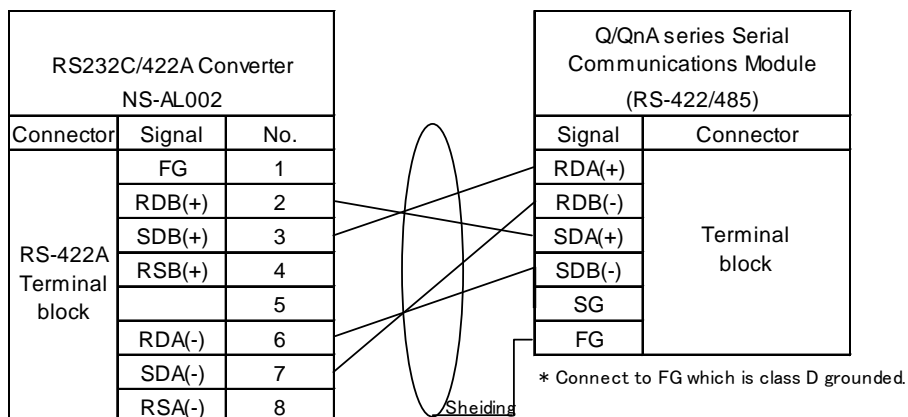 RS232C/422A Converter
NS-AL002
Connector Signal No.
RS-422A
Terminal
block
FG 1
RDB(+) 2
SDB(+) 3
RSB(+) 4
5
RDA(-) 6
SDA(-) 7
RSA(-) 8
Sheiding
Q/QnA series Serial
Communications Module
(RS-422/485)
Signal Connector
RDA(+)
RDB(-)
SDA(+)
SDB(-)
SG
FG
Terminal
block
* Connect to FG which is class D grounded.